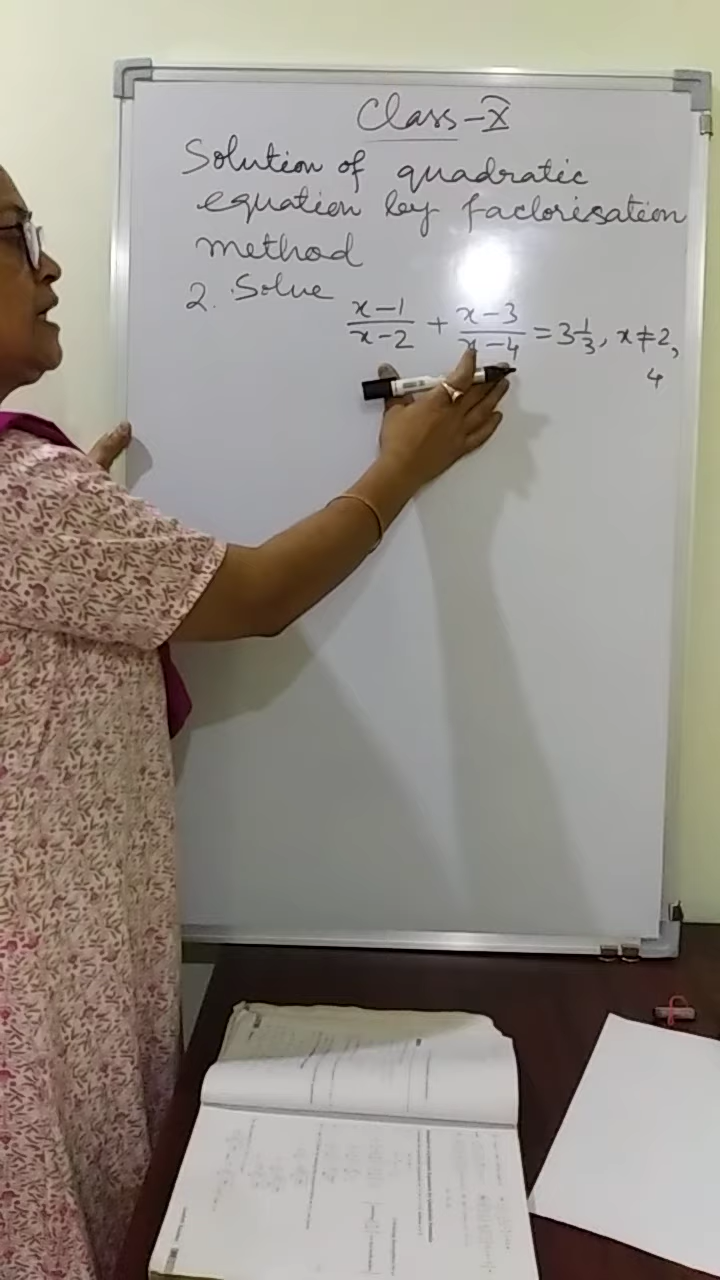 Class-X
Solution of quadratic
equation by factorisation
method
2. Solve
x-1/x-2 + x-3/x-4 = 3 1/3, x≠2,
4